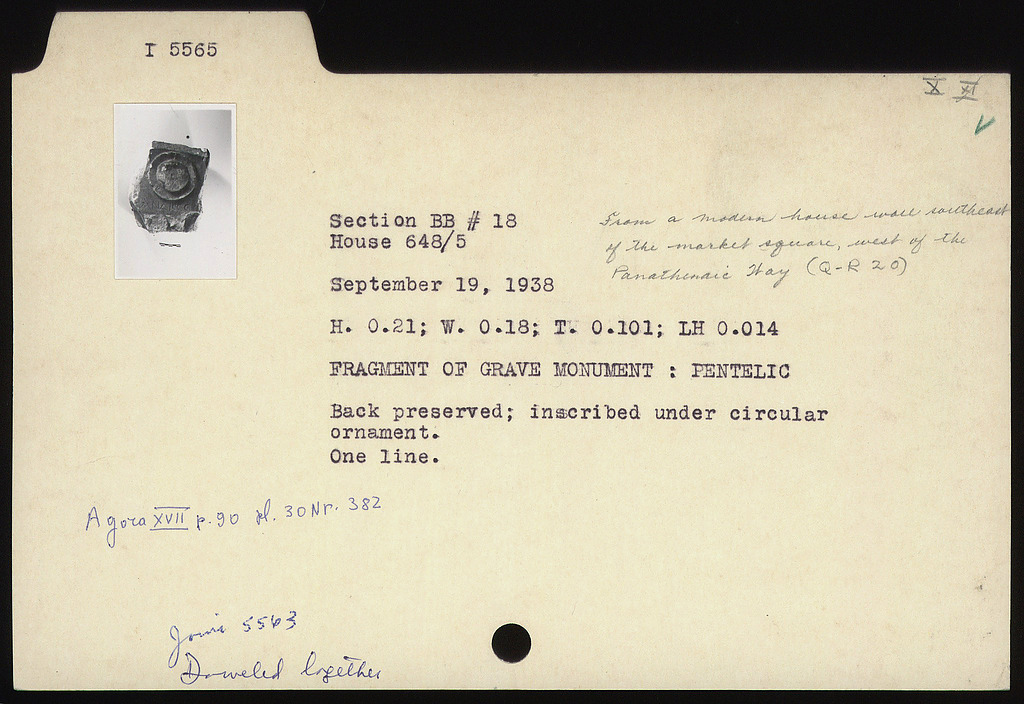 I 5565
X XI
Section BB # 18
House 648/5
From a modern house wall southeast
of the market square, west of the
Panathenaic Way (Q-R 20)
September 19, 1938
H. 0.21; W. 0.18; T. 0.101; LH 0.014
FRAGMENT OF GRAVE MONUMENT : PENTELIC
Back preserved; inscribed under circular
ornament.
One line.
Agora XVII p. 90 pl. 30 Nr. 382
Joins 5563
Doweled together